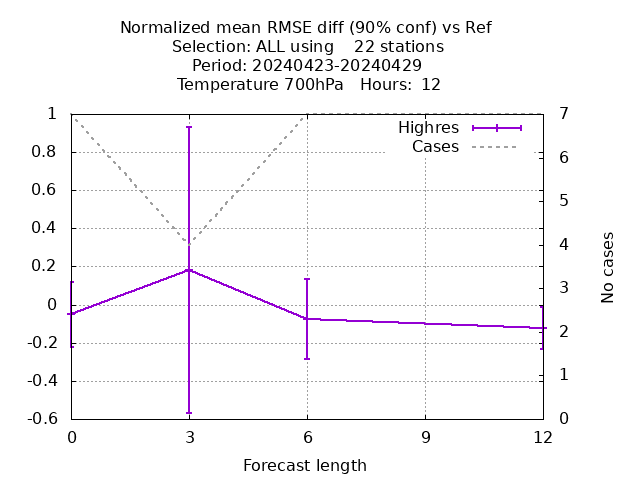 Normalized mean RMSE diff (90% conf) vs Ref
Selection: ALL using    22 stations
Period: 20240423-20240429
Temperature 700hPa   Hours:  12
Highres
Cases
1
0.8
0.6
0.4
0.2
0
-0.2
-0.4
-0.6
7
6
5
4
3
2
1
0
No cases
0 3 6 9 12
Forecast length